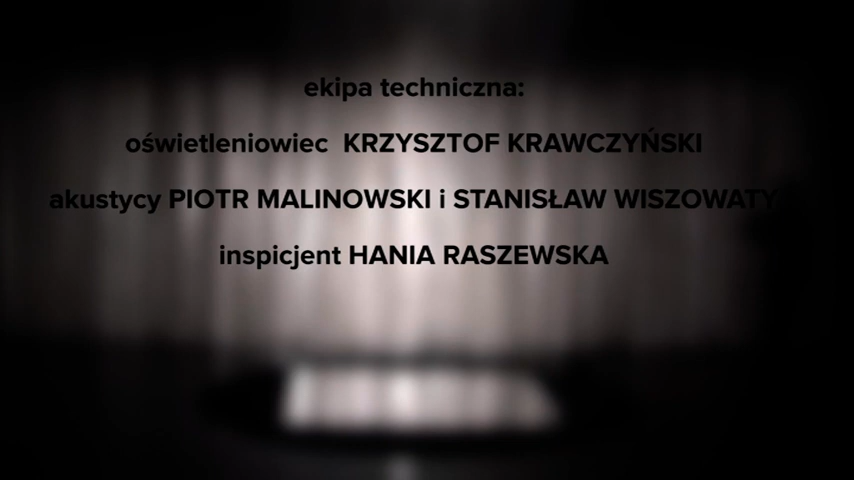 ekipa techniczna:
oświetleniowiec KRZYSZTOF KRAWCZYŃSKI
akustycy PIOTR MALINOWSKI i STANISŁAW WISZOWATY
inspicjent HANIA RASZEWSKA